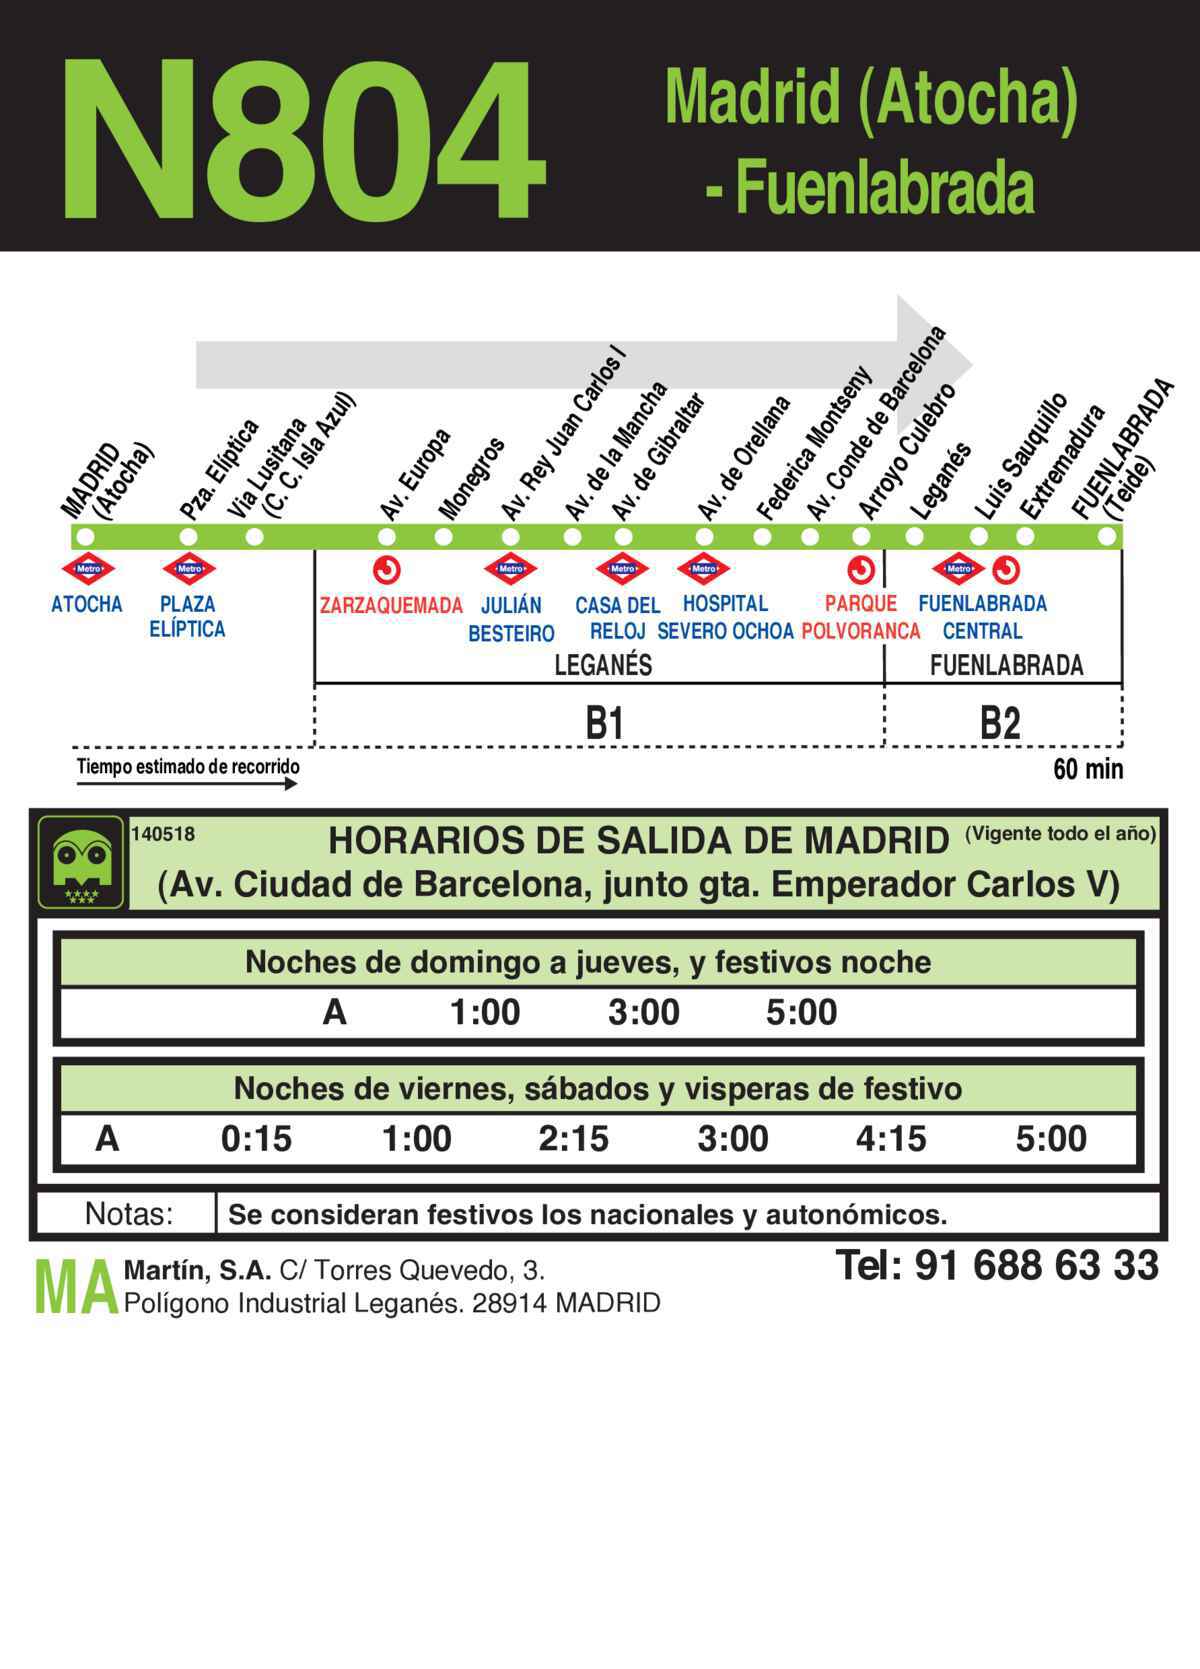 N804
Madrid (Atocha)
- Fuenlabrada
MADRID
(Atocha)
Pza. Elíptica
Via Lusitana
(C. C. Isla Azul)
Av. Europa
Monegros
Av. Rey Juan Carlos I
Av. de la Mancha
Av. de Gibraltar
Av. de Orellana
Federica Montseny
Av. Conde de Barcelona
Arroyo Culebro
Leganés
Luis Sauquillo
Extremadura
FUENLABRADA
(Teide)
Metro
ATOCHA
Metro
PLAZA
ELÍPTICA
ZARZAQUEMADA
Metro
JULIÁN
BESTEIRO
Metro
CASA DEL
RELOJ
Metro
HOSPITAL
SEVERO OCHOA
PARQUE
POLVORANCA
Metro
FUENLABRADA
CENTRAL
LEGANÉS
FUENLABRADA
B1
B2
Tiempo estimado de recorrido
60 min
140518
HORARIOS DE SALIDA DE MADRID (Vigente todo el año)
(Av. Ciudad de Barcelona, junto gta. Emperador Carlos V)
Noches de domingo a jueves, y festivos noche
A 1:00 3:00 5:00
Noches de viernes, sábados y visperas de festivo
A 0:15 1:00 2:15 3:00 4:15 5:00
Notas: Se consideran festivos los nacionales y autonómicos.
MA
Martín, S.A. C/ Torres Quevedo, 3.
Polígono Industrial Leganés. 28914 MADRID
Tel: 91 688 63 33